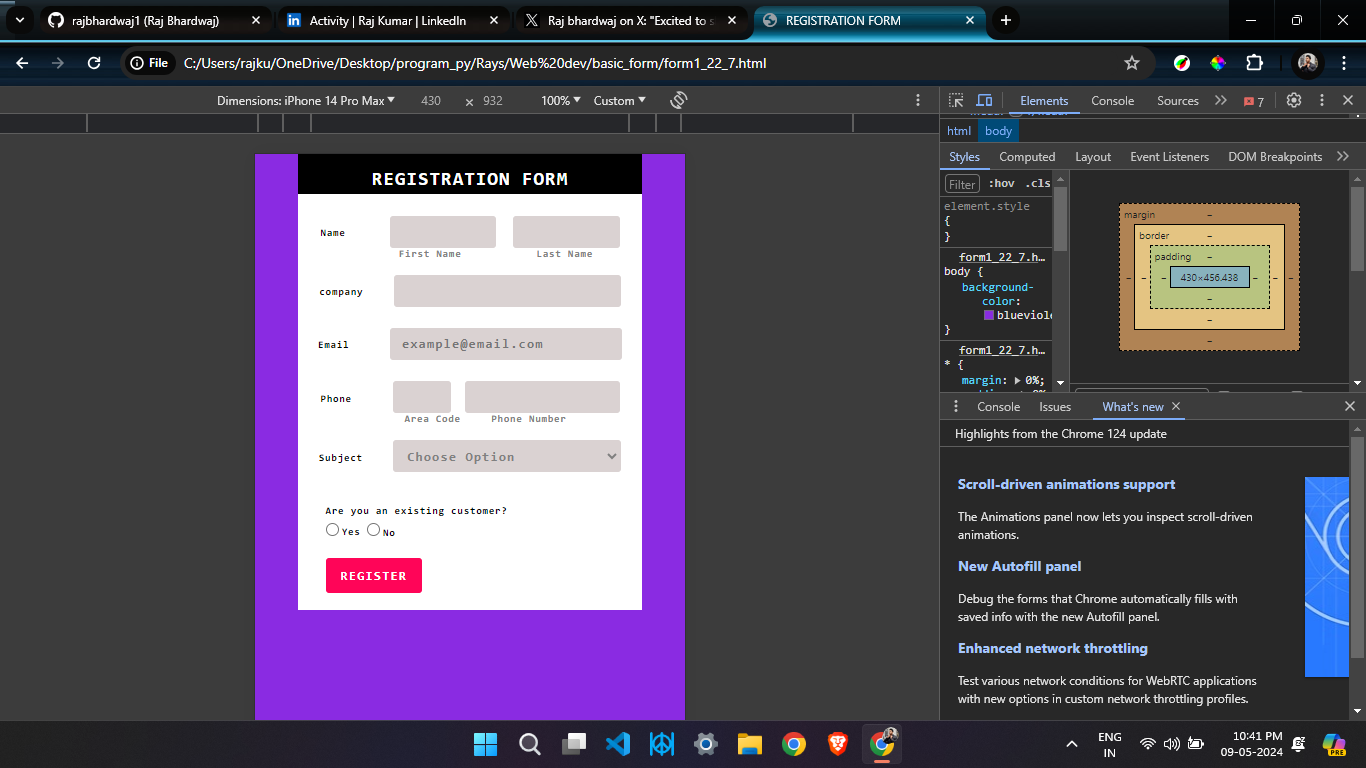 rajbhardwaj1 (Raj Bhardwaj)
Activity | Raj Kumar | LinkedIn
Raj bhardwaj on X: "Excited to s
REGISTRATION FORM
File
C:/Users/rajku/OneDrive/Desktop/program_py/Rays/Web%20dev/basic_form/form1_22_7.html
Dimensions: iPhone 14 Pro Max 430 × 932 100% Custom
Elements Console Sources 7
html body
Styles Computed Layout Event Listeners DOM Breakpoints
Filter :hov .cls
element.style
{
}
form1_22_7.h…
body {
background-
color:
blueviole
}
form1_22_7.h…
* {
margin: 0%;
margin –
border –
padding –
– – – 430×456.438 – – –
–
–
–
REGISTRATION FORM
Name
First Name Last Name
company
Email example@email.com
Phone
Area Code Phone Number
Subject Choose Option
Are you an existing customer?
Yes No
REGISTER
Console Issues What's new
Highlights from the Chrome 124 update
Scroll-driven animations support
The Animations panel now lets you inspect scroll-driven
animations.
New Autofill panel
Debug the forms that Chrome automatically fills with
saved info with the new Autofill panel.
Enhanced network throttling
Test various network conditions for WebRTC applications
with new options in custom network throttling profiles.
ENG
IN
10:41 PM
09-05-2024
PRE